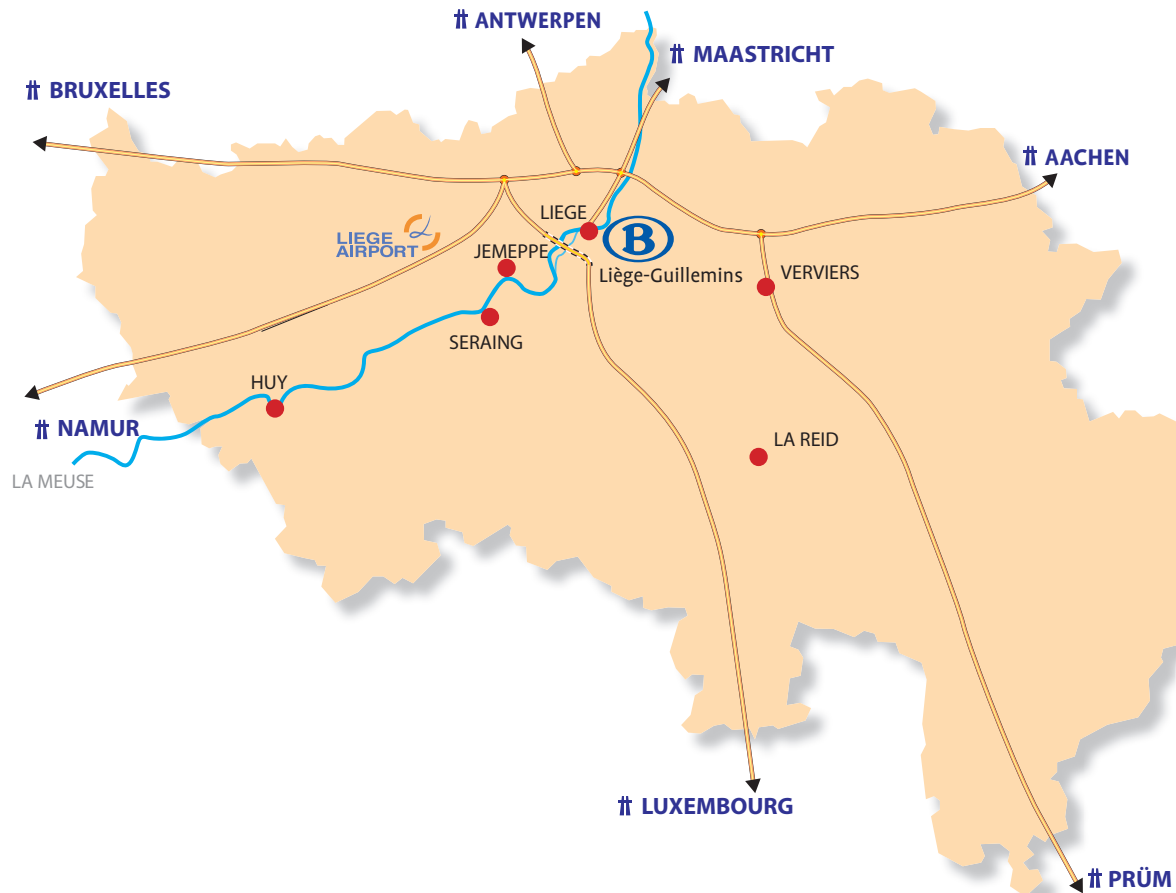 ANTWERPEN
MAASTRICHT
BRUXELLES
AACHEN
LIEGE
LIEGE
AIRPORT
B
JEMEPPE
Liège-Guillemins
VERVIERS
SERAING
HUY
NAMUR
LA REID
LA MEUSE
LUXEMBOURG
PRÜM